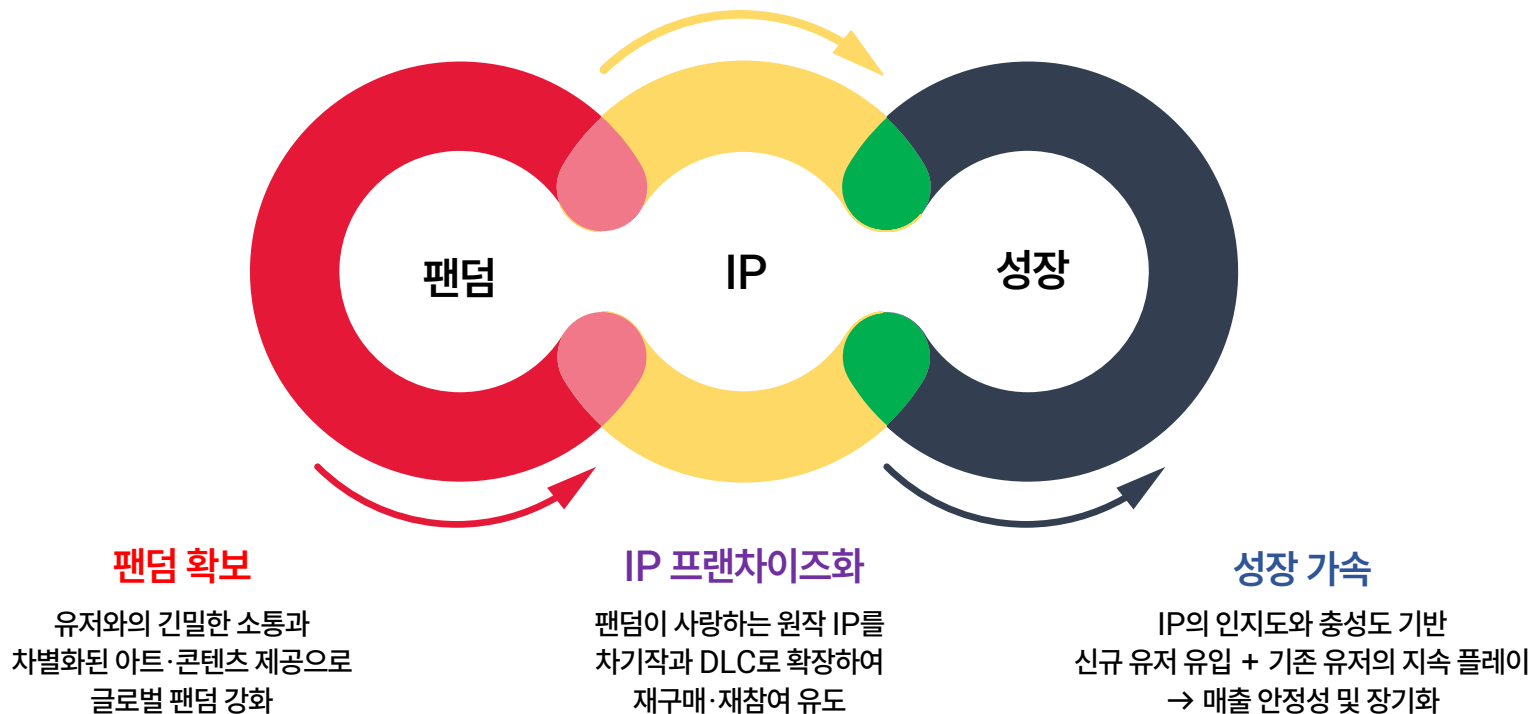 팬덤
IP
성장
팬덤 확보
유저와의 긴밀한 소통과
차별화된 아트·콘텐츠 제공으로
글로벌 팬덤 강화
IP 프랜차이즈화
팬덤이 사랑하는 원작 IP를
차기작과 DLC로 확장하여
재구매·재참여 유도
성장 가속
IP의 인지도와 충성도 기반
신규 유저 유입 + 기존 유저의 지속 플레이
→ 매출 안정성 및 장기화